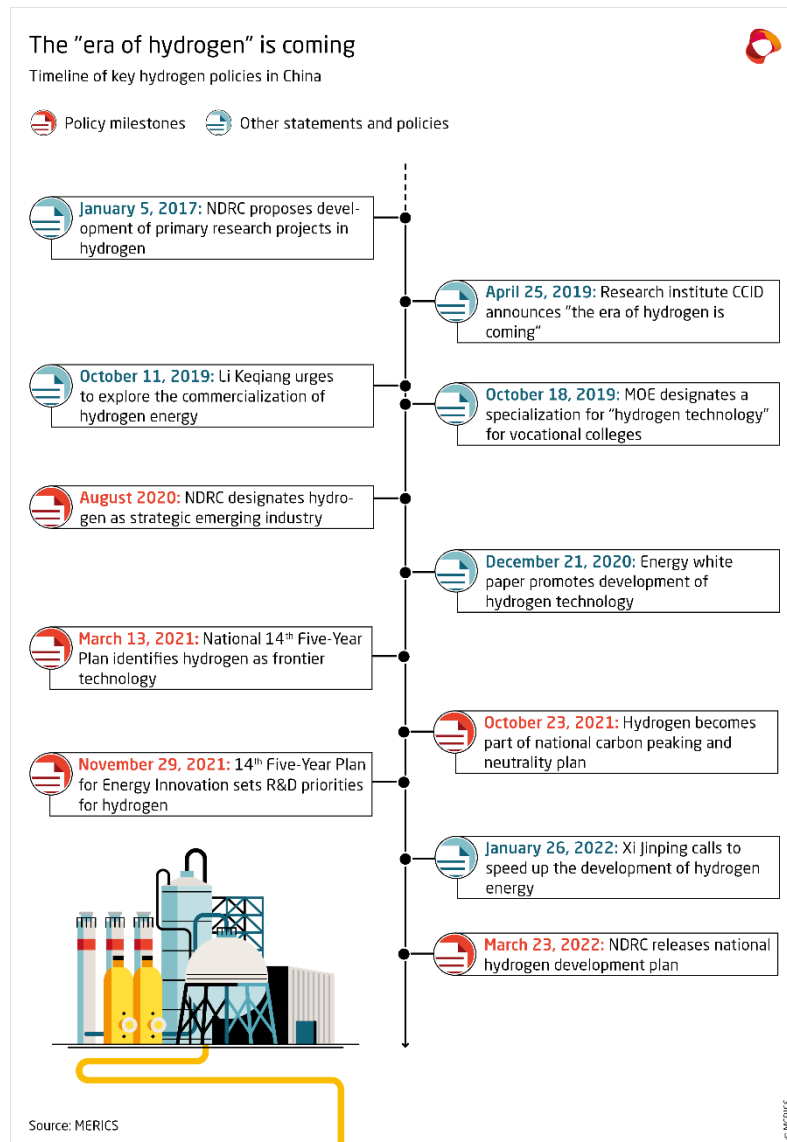 The "era of hydrogen" is coming
Timeline of key hydrogen policies in China
Policy milestones
Other statements and policies
January 5, 2017: NDRC proposes devel-
opment of primary research projects in
hydrogen
April 25, 2019: Research institute CCID
announces "the era of hydrogen is
coming"
October 11, 2019: Li Keqiang urges
to explore the commercialization of
hydrogen energy
October 18, 2019: MOE designates a
specialization for "hydrogen technology"
for vocational colleges
August 2020: NDRC designates hydro-
gen as strategic emerging industry
December 21, 2020: Energy white
paper promotes development of
hydrogen technology
March 13, 2021: National 14th Five-Year
Plan identifies hydrogen as frontier
technology
October 23, 2021: Hydrogen becomes
part of national carbon peaking and
neutrality plan
November 29, 2021: 14th Five-Year Plan
for Energy Innovation sets R&D priorities
for hydrogen
January 26, 2022: Xi Jinping calls to
speed up the development of hydrogen
energy
March 23, 2022: NDRC releases national
hydrogen development plan
Source: MERICS
© MERICS